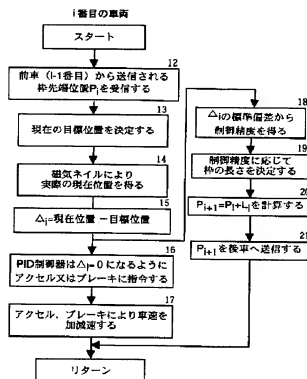 i番目の車両
スタート
12
前車(i-1番目)から送信される
枠先端位置Piを受信する
13
現在の目標位置を決定する
14
磁気ネイルにより
実際の現在位置を得る
15
△i=現在位置－目標位置
16
PID制御器は△i=0になるように
アクセル又はブレーキに指令する
17
アクセル、ブレーキにより車速を
加減速する
18
△iの標準偏差から
制御精度を得る
19
制御精度に応じて
枠の長さを決定する
20
Pi+1=Pi+Liを計算する
21
Pi+1を後車へ送信する
リターン